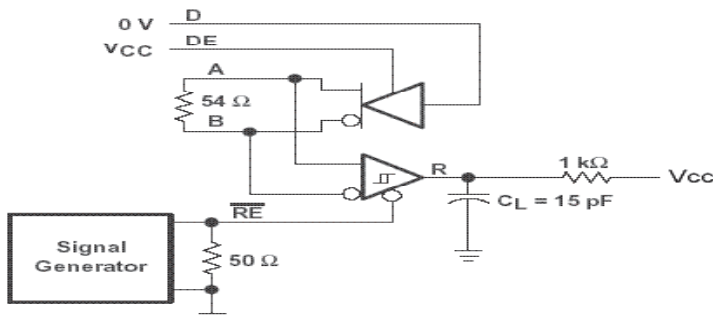 0 V D
VCC DE
A
54 Ω
B
R 1 kΩ Vcc
CL = 15 pF
RE
Signal
Generator
50 Ω